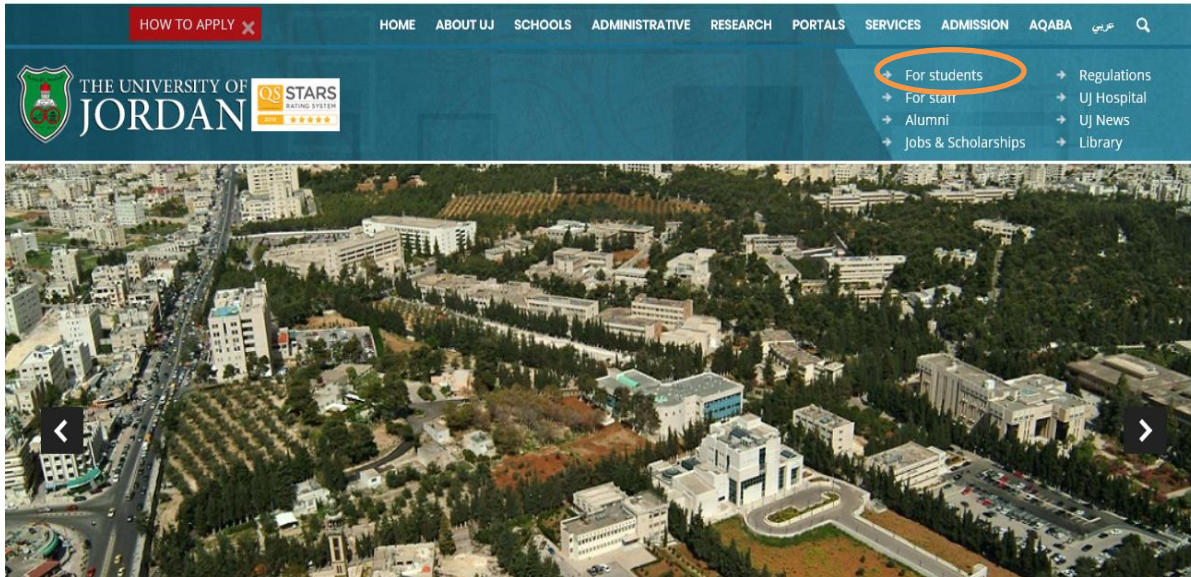 HOW TO APPLY
HOME ABOUT UJ SCHOOLS ADMINISTRATIVE RESEARCH PORTALS SERVICES ADMISSION AQABA عربي
THE UNIVERSITY OF
JORDAN
QS STARS
RATING SYSTEM
For students
For staff
Alumni
Jobs & Scholarships
Regulations
UJ Hospital
UJ News
Library